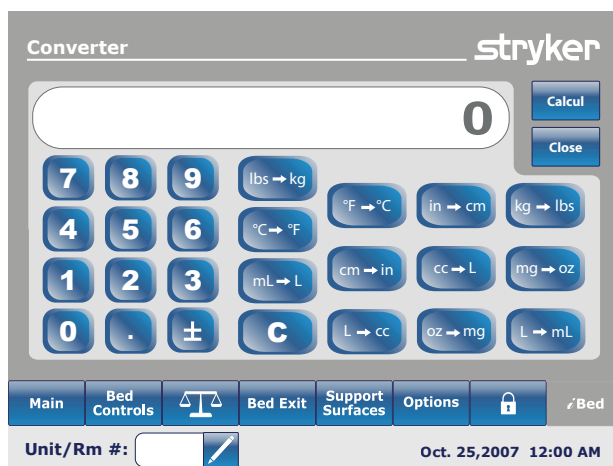 Converter
stryker
0
Calcul
Close
7 8 9 lbs → kg
°F → °C in → cm kg → lbs
4 5 6 °C → °F
1 2 3 mL → L
cm → in cc → L mg → oz
0 . ± C L → cc oz → mg L → mL
Main
Bed
Controls
Bed Exit
Support
Surfaces
Options
iBed
Unit/Rm #:
Oct. 25,2007 12:00 AM